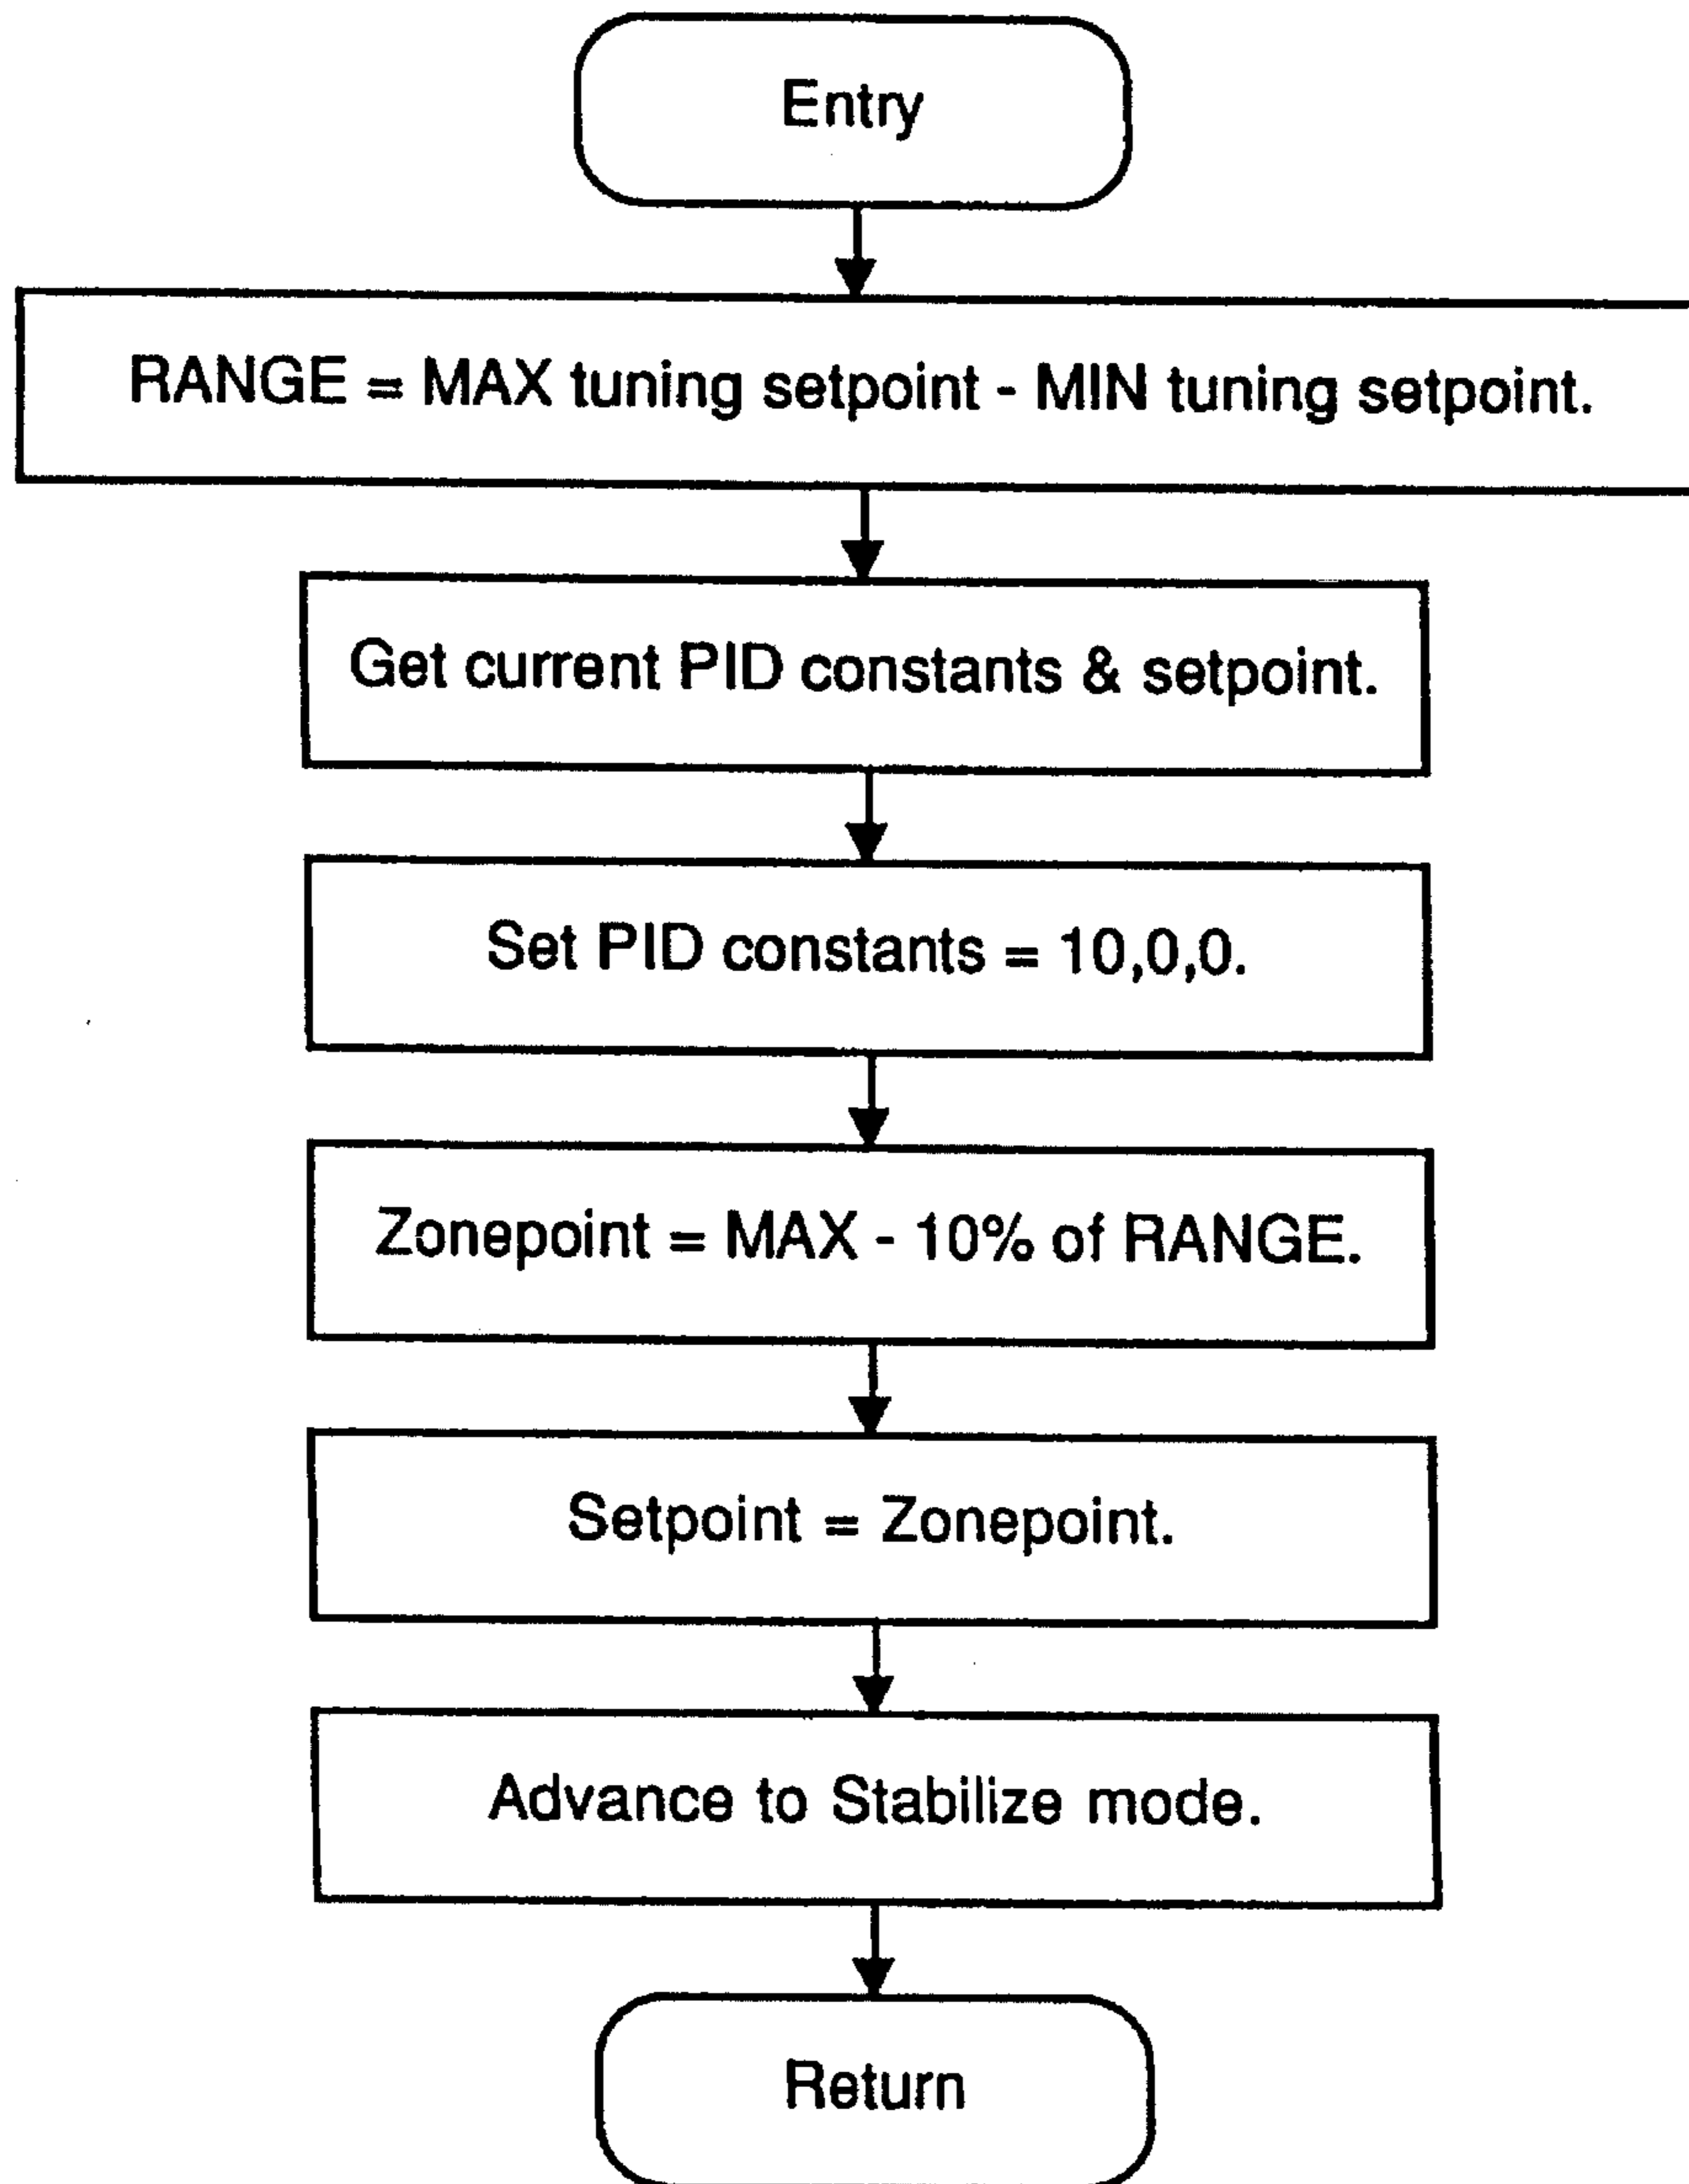 Entry
RANGE = MAX tuning setpoint - MIN tuning setpoint.
Get current PID constants & setpoint.
Set PID constants = 10,0,0.
Zonepoint = MAX - 10% of RANGE.
Setpoint = Zonepoint.
Advance to Stabilize mode.
Return